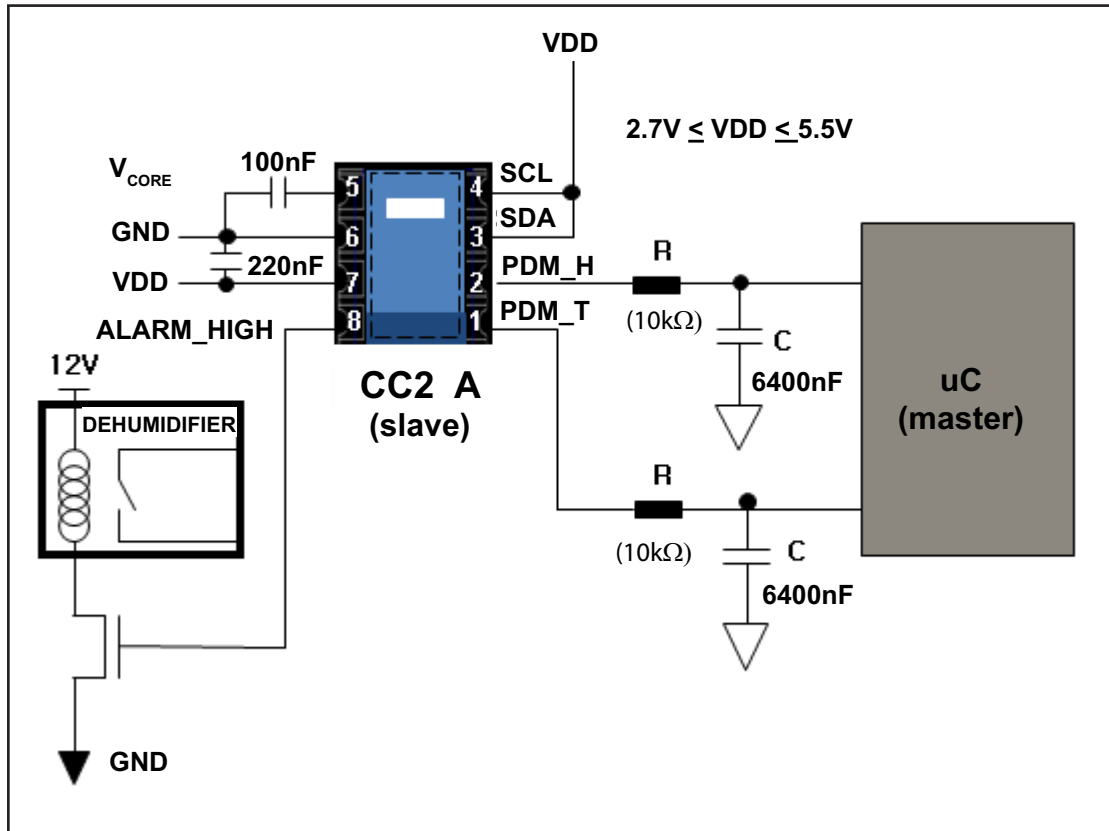 VDD
2.7V ≤ VDD ≤ 5.5V
V CORE
100nF
5
4
SCL
GND
6
3
SDA
220nF
VDD
7
2
PDM_H
R
(10kΩ)
C
6400nF
ALARM_HIGH
8
1
PDM_T
12V
CC2 A
(slave)
uC
(master)
DEHUMIDIFIER
R
(10kΩ)
C
6400nF
GND